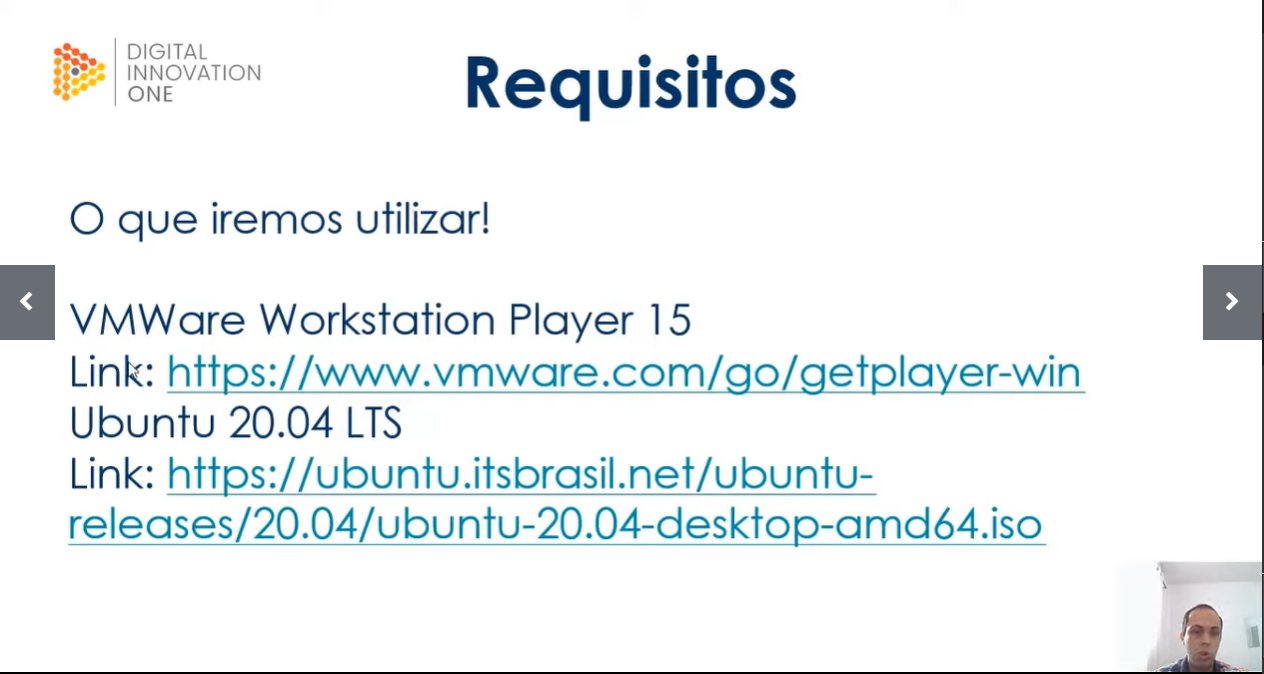 DIGITAL
INNOVATION
ONE
Requisitos
O que iremos utilizar!
VMWare Workstation Player 15
Link: https://www.vmware.com/go/getplayer-win
Ubuntu 20.04 LTS
Link: https://ubuntu.itsbrasil.net/ubuntu-
releases/20.04/ubuntu-20.04-desktop-amd64.iso